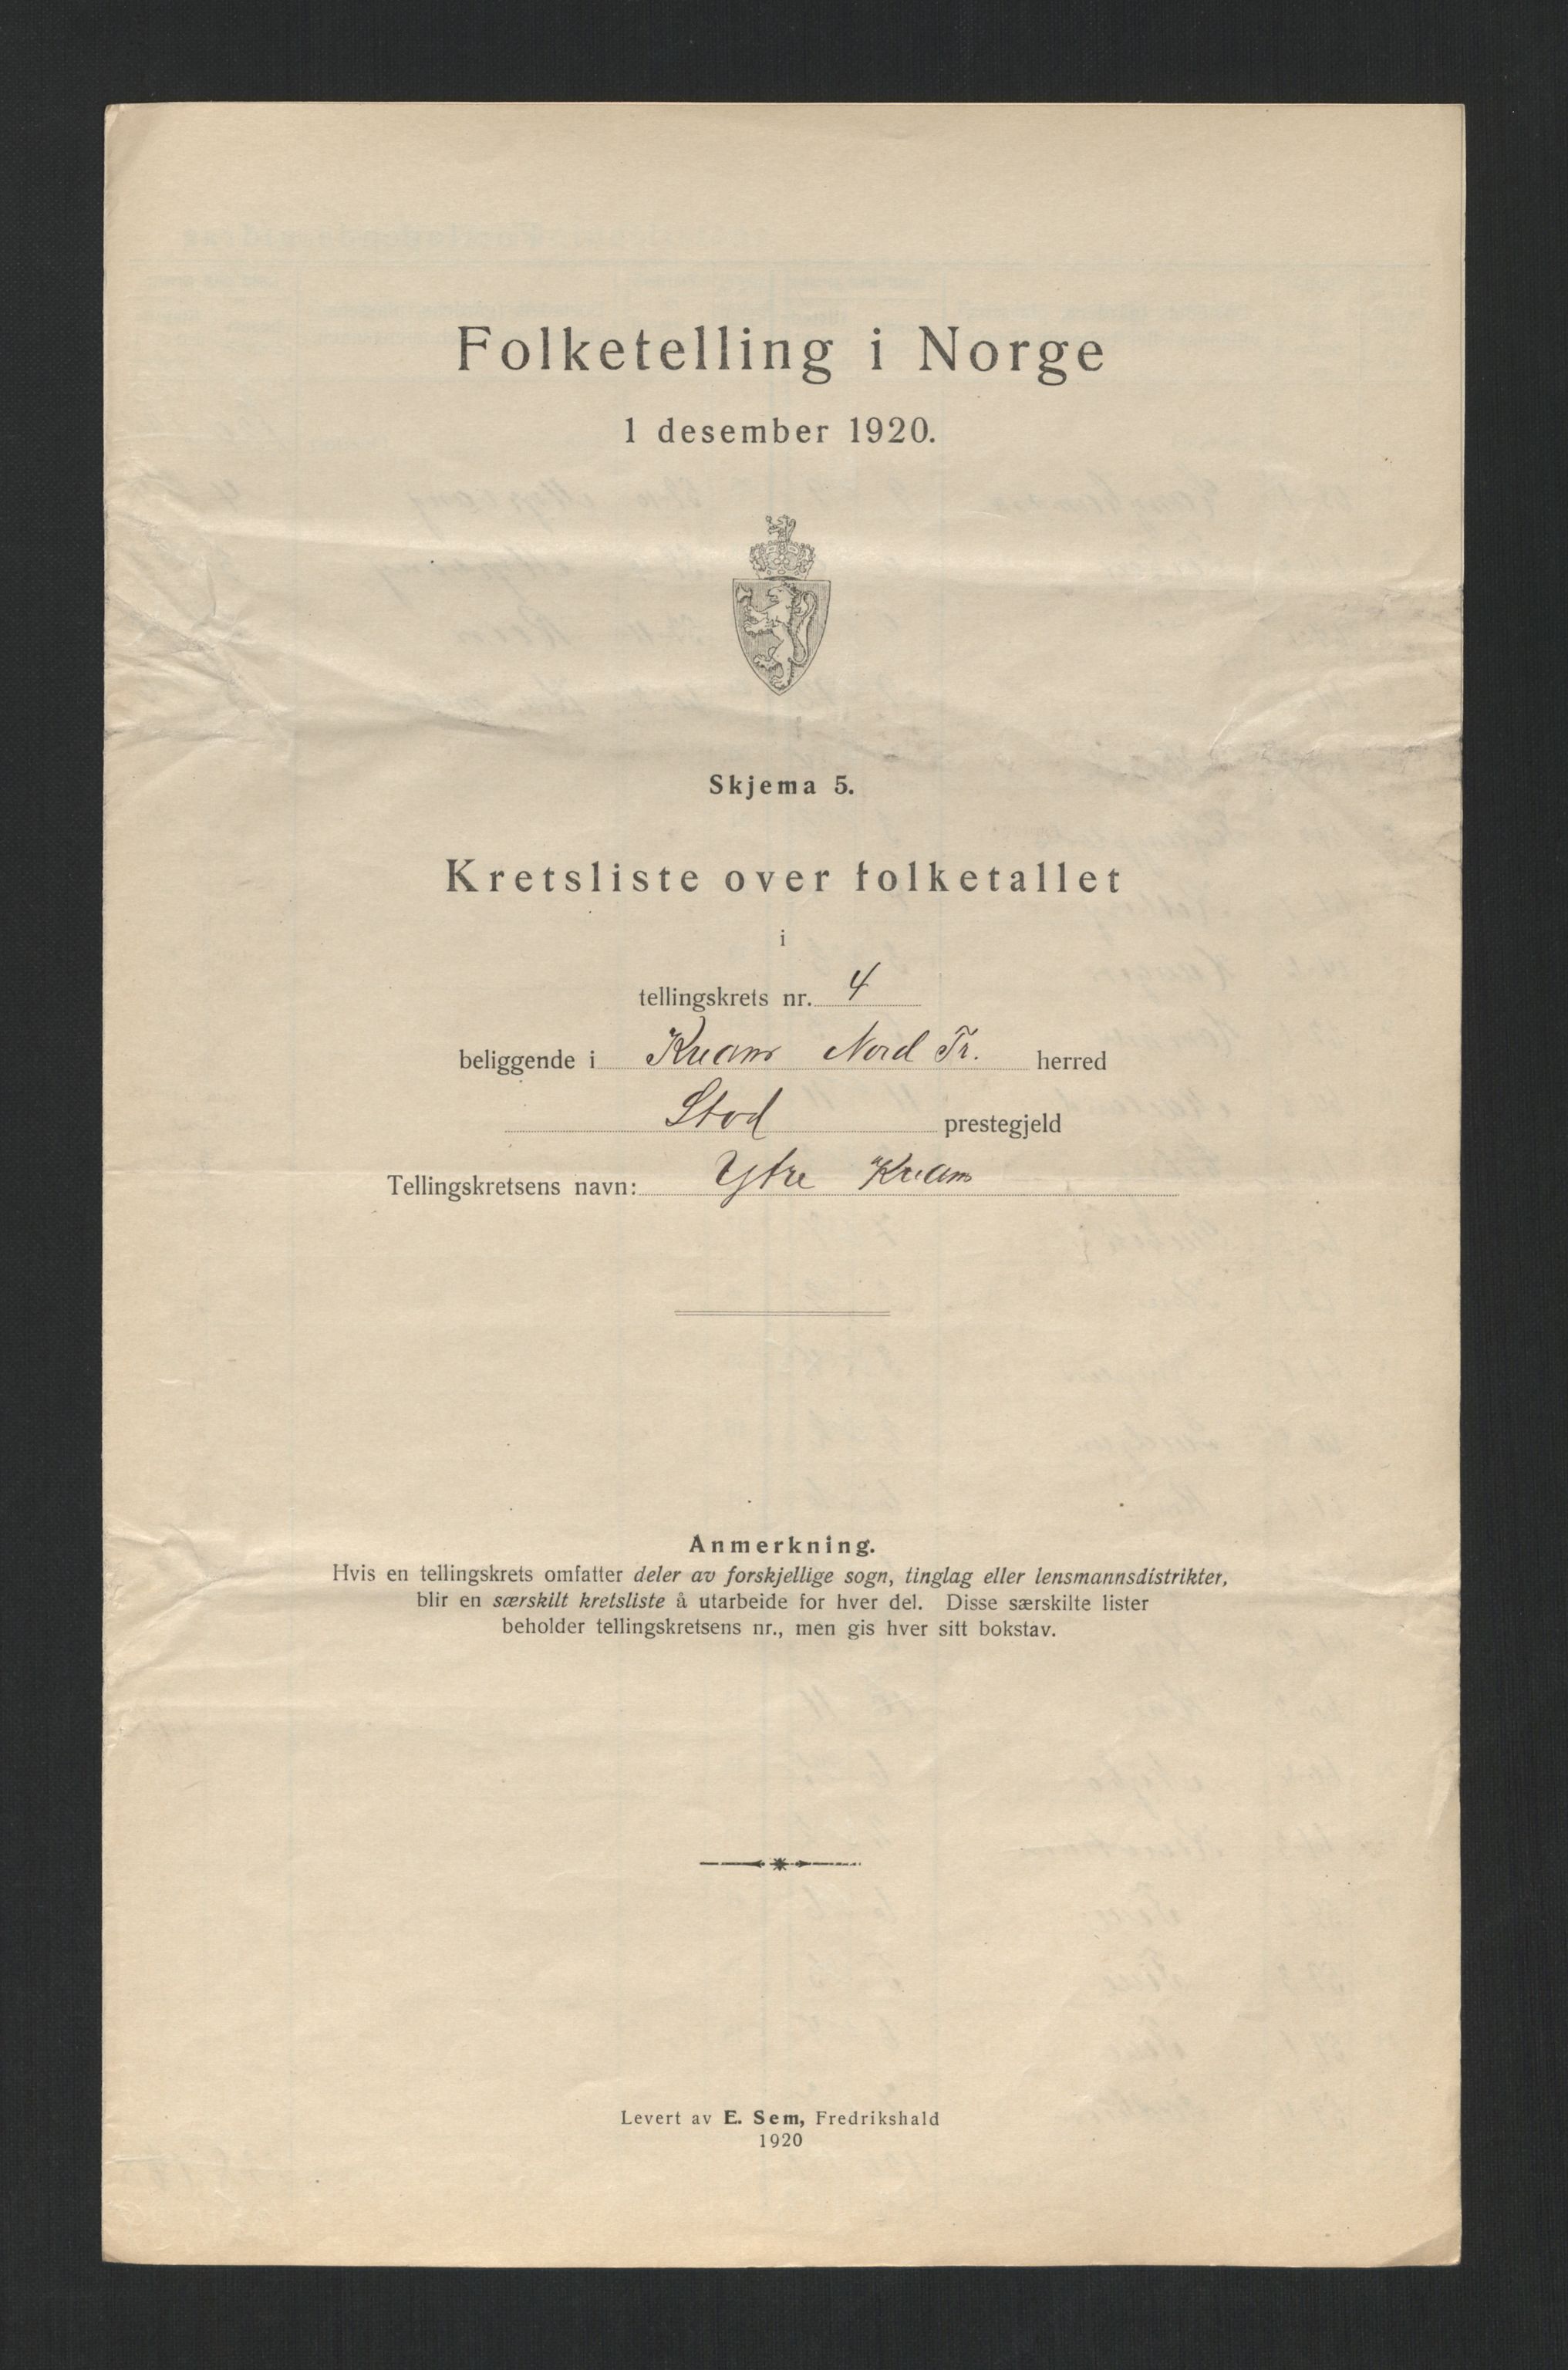 Folketelling i Norge
1 desember 1920.
Skjema 5.
Kretsliste over folketallet
i
tellingskrets nr. 4
beliggende i Kvam Nord Tr. herred
Stod prestegjeld
Tellingskretsens navn: Ytre Kvam
Anmerkning.
Hvis en tellingskrets omfatter deler av forskjellige sogn, tinglag eller lensmannsdistrikter,
blir en særskilt kretsliste å utarbeide for hver del. Disse særskilte lister
beholder tellingskretsens nr., men gis hver sitt bokstav.
Levert av E. Sem, Fredrikshald
1920